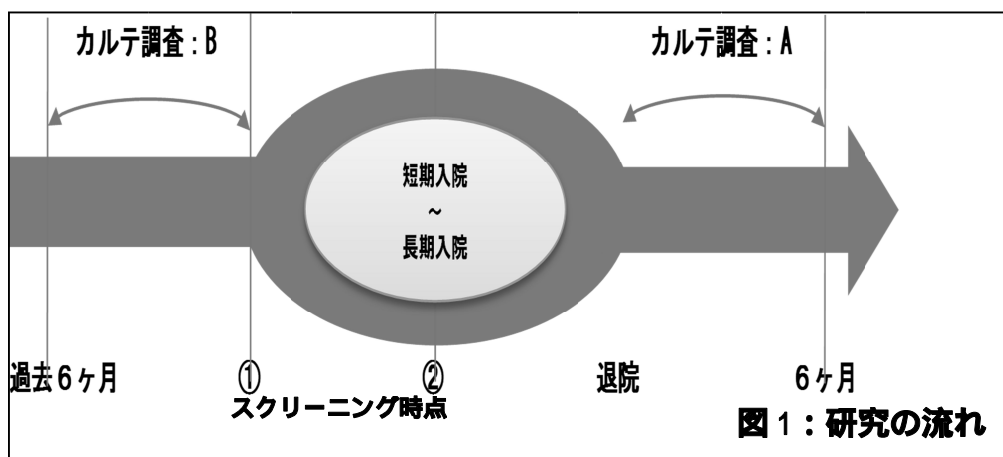 カルテ調査：B
カルテ調査：A
短期入院
~
長期入院
過去６ヶ月
①
②
退院
６ヶ月
スクリーニング時点
図1：研究の流れ